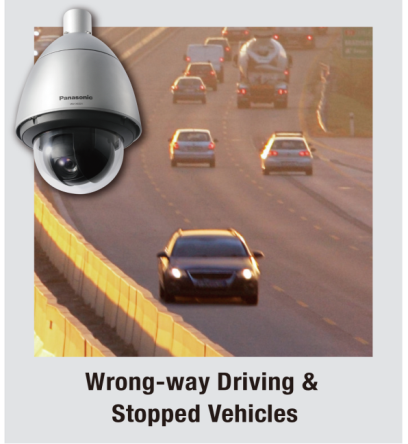 Panasonic
Wrong-way Driving &
Stopped Vehicles